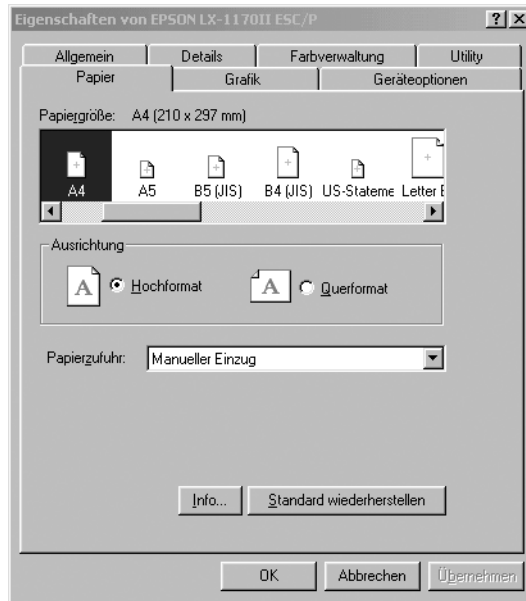 Eigenschaften von EPSON LX-1170II ESC/P
Allgemein Details Farbverwaltung Utility
Papier Grafik Geräteoptionen
Papiergröße: A4 (210 x 297 mm)
A4 A5 B5 (JIS) B4 (JIS) US-Stateme Letter E
Ausrichtung
A Hochformat A Querformat
Papierzufuhr: Manueller Einzug
Info... Standard wiederherstellen
OK Abbrechen Übernehmen